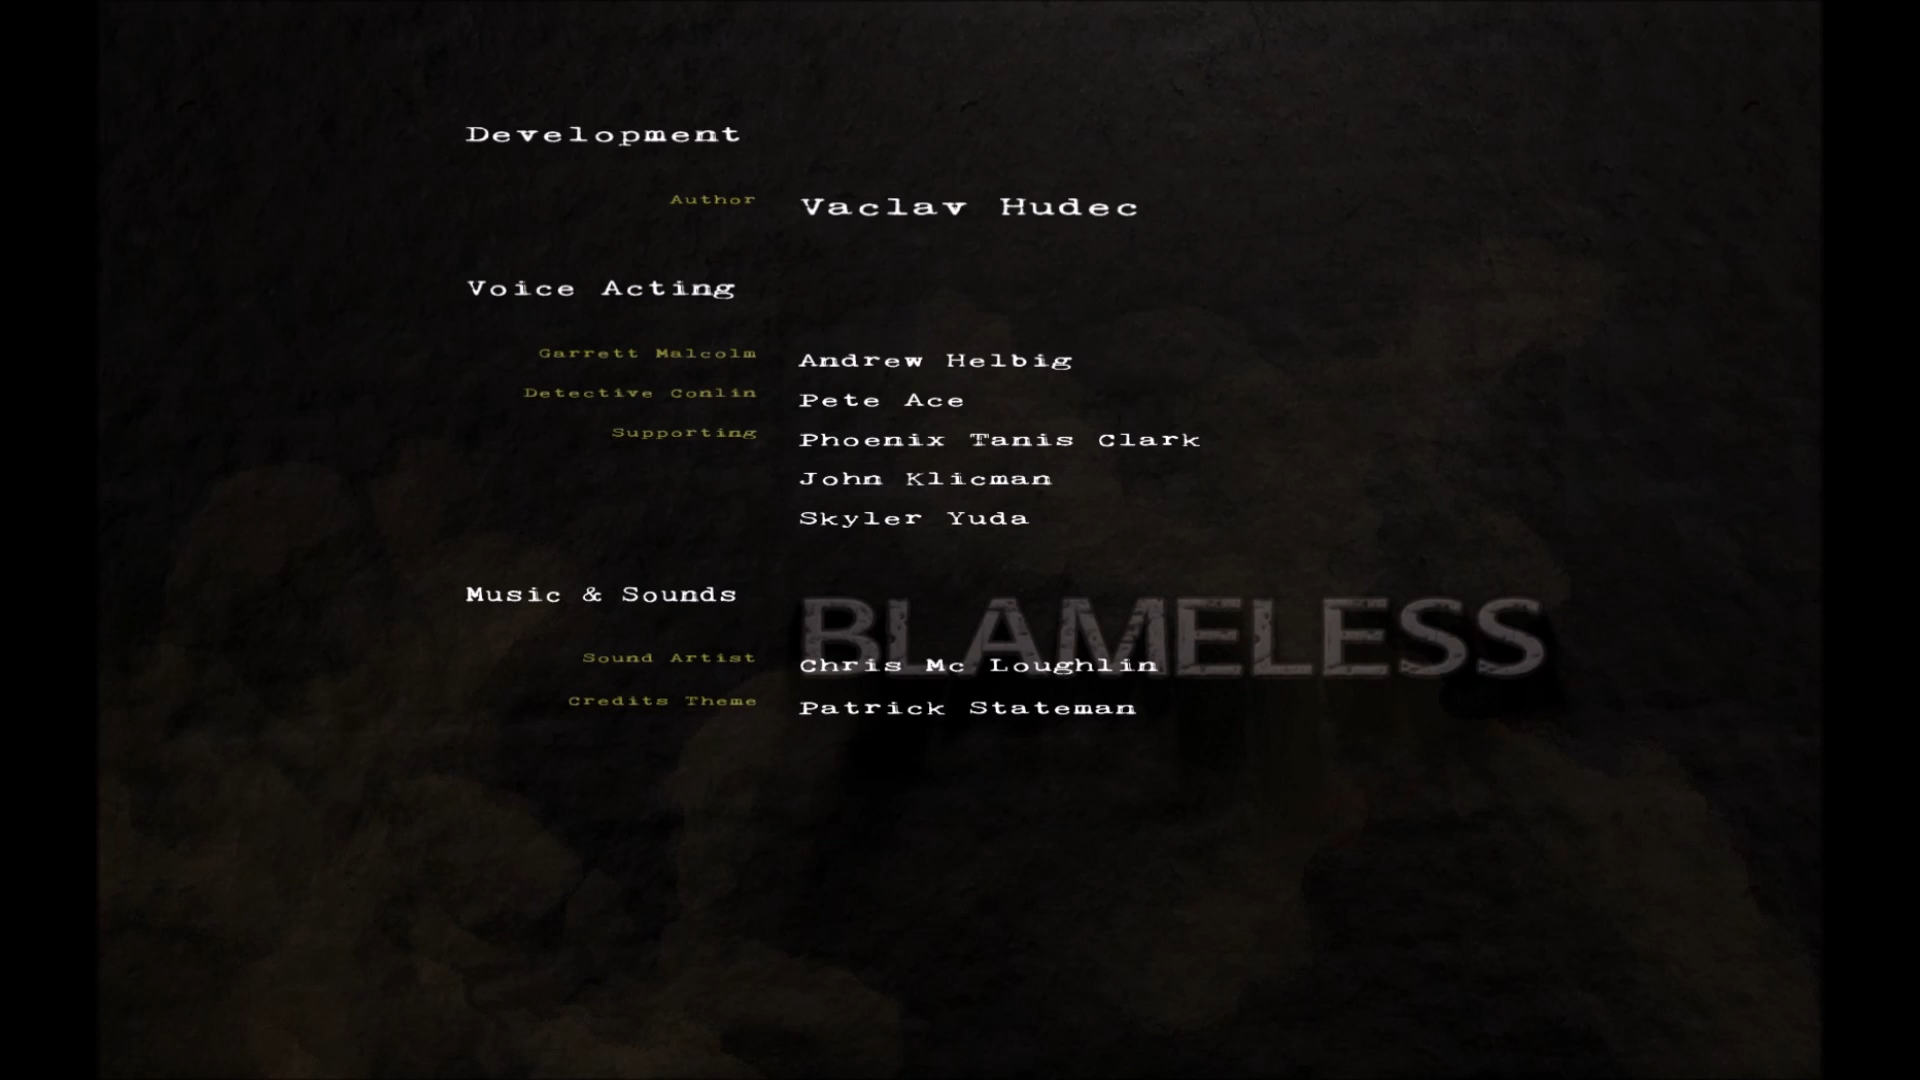 Development
Author Vaclav Hudec
Voice Acting
Garrett Malcolm Andrew Helbig
Detective Conlin Pete Ace
Supporting Phoenix Tanis Clark
John Klicman
Skyler Yuda
Music & Sounds
BLAMELESS
Sound Artist Chris Mc Loughlin
Credits Theme Patrick Stateman